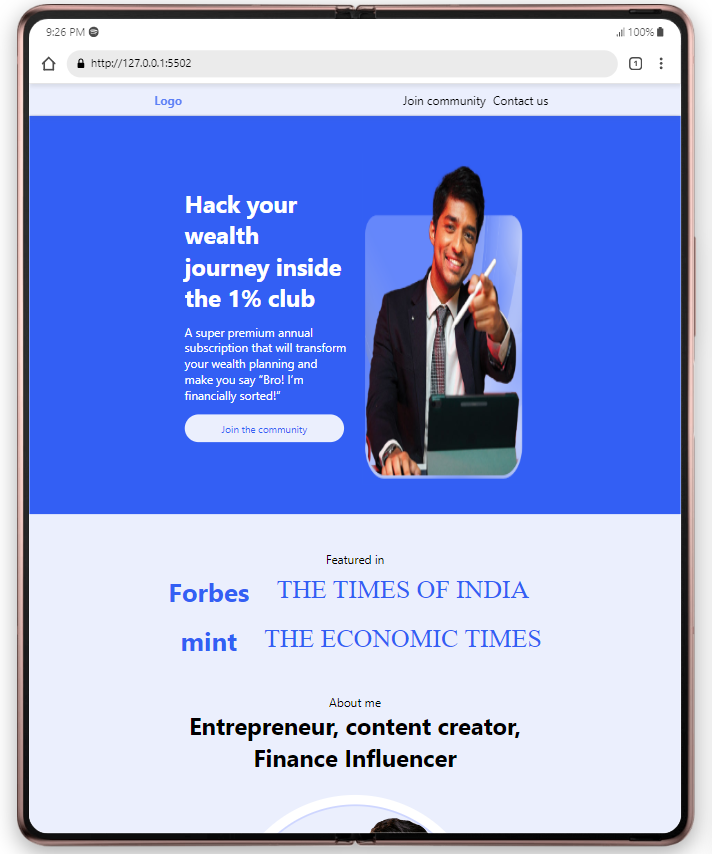 9:26 PM 100%
http://127.0.0.1:5502 1
Logo Join community Contact us
Hack your
wealth
journey inside
the 1% club
A super premium annual
subscription that will transform
your wealth planning and
make you say “Bro! I’m
financially sorted!”
Join the community
Featured in
Forbes THE TIMES OF INDIA
mint THE ECONOMIC TIMES
About me
Entrepreneur, content creator,
Finance Influencer